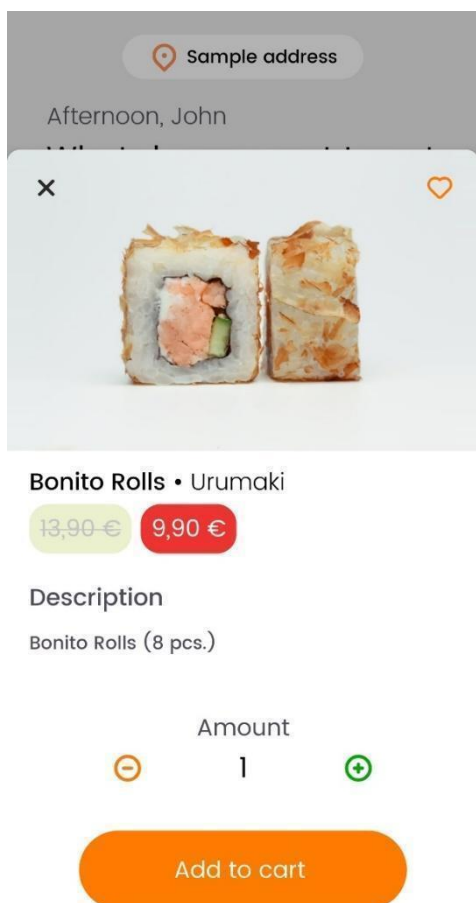 Sample address
Afternoon, John
Bonito Rolls • Urumaki
13,90 € 9,90 €
Description
Bonito Rolls (8 pcs.)
Amount
1
Add to cart